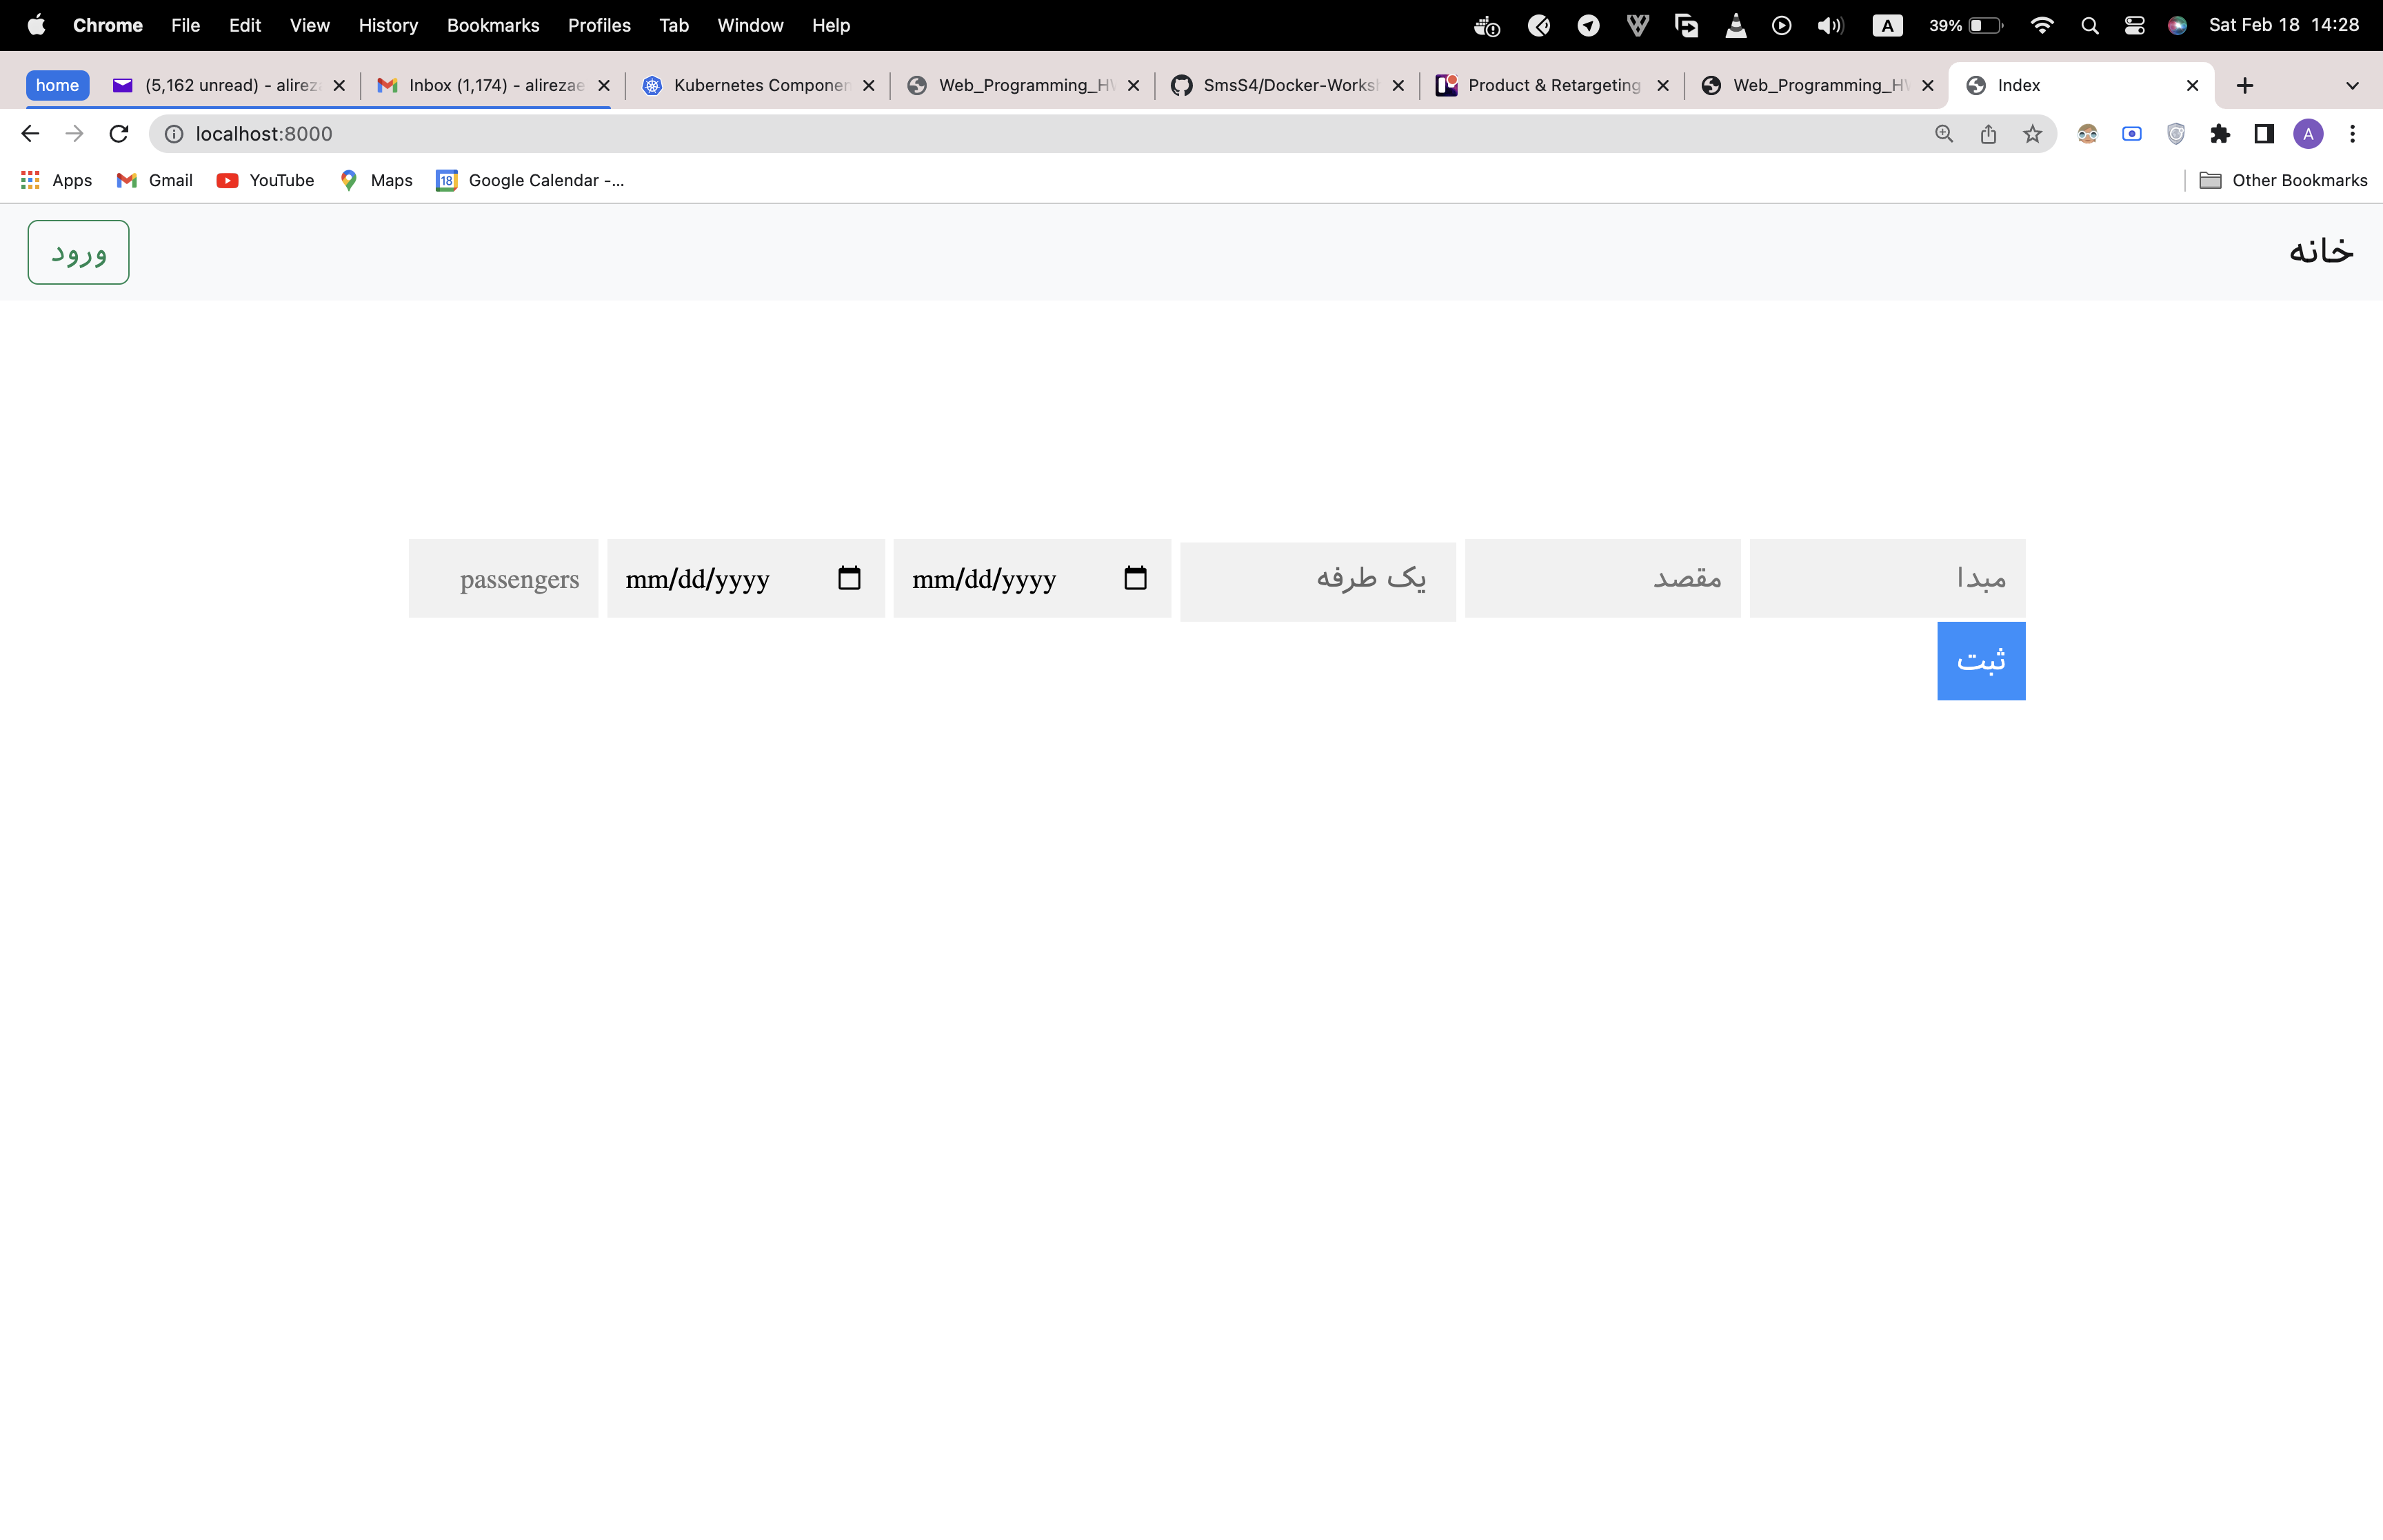 Chrome File Edit View History Bookmarks Profiles Tab Window Help A 39% Sat Feb 18 14:28
home (5,162 unread) - alirez Inbox (1,174) - alirezae Kubernetes Componen Web_Programming_H SmsS4/Docker-Works Product & Retargeting Web_Programming_H Index
localhost:8000 A
Apps Gmail YouTube Maps 18 Google Calendar -... Other Bookmarks
خانه ورود
مبدا مقصد یک طرفه mm/dd/yyyy mm/dd/yyyy passengers
ثبت